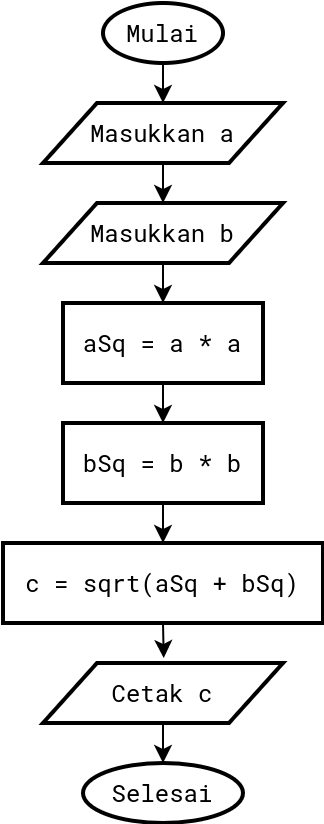 Mulai
Masukkan a
Masukkan b
aSq = a * a
bSq = b * b
c = sqrt(aSq + bSq)
Cetak c
Selesai